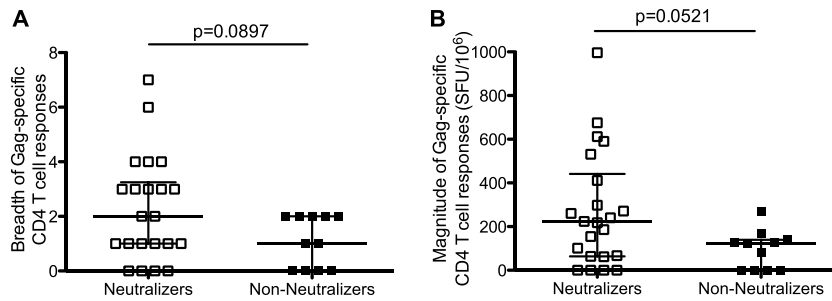 A
p=0.0897
Breadth of Gag-specific
CD4 T cell responses
8
6
4
2
0
Neutralizers
Non-Neutralizers
B
p=0.0521
Magnitude of Gag-specific
CD4 T cell responses (SFU/10⁶)
1000
800
600
400
200
0
Neutralizers
Non-Neutralizers